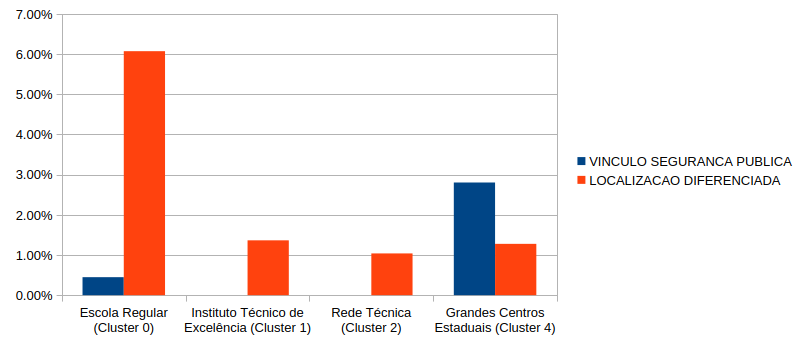 7.00%
6.00%
5.00%
4.00%
3.00%
2.00%
1.00%
0.00%
Escola Regular
(Cluster 0)
Instituto Técnico de
Excelência (Cluster 1)
Rede Técnica
(Cluster 2)
Grandes Centros
Estaduais (Cluster 4)
VINCULO SEGURANCA PUBLICA
LOCALIZACAO DIFERENCIADA